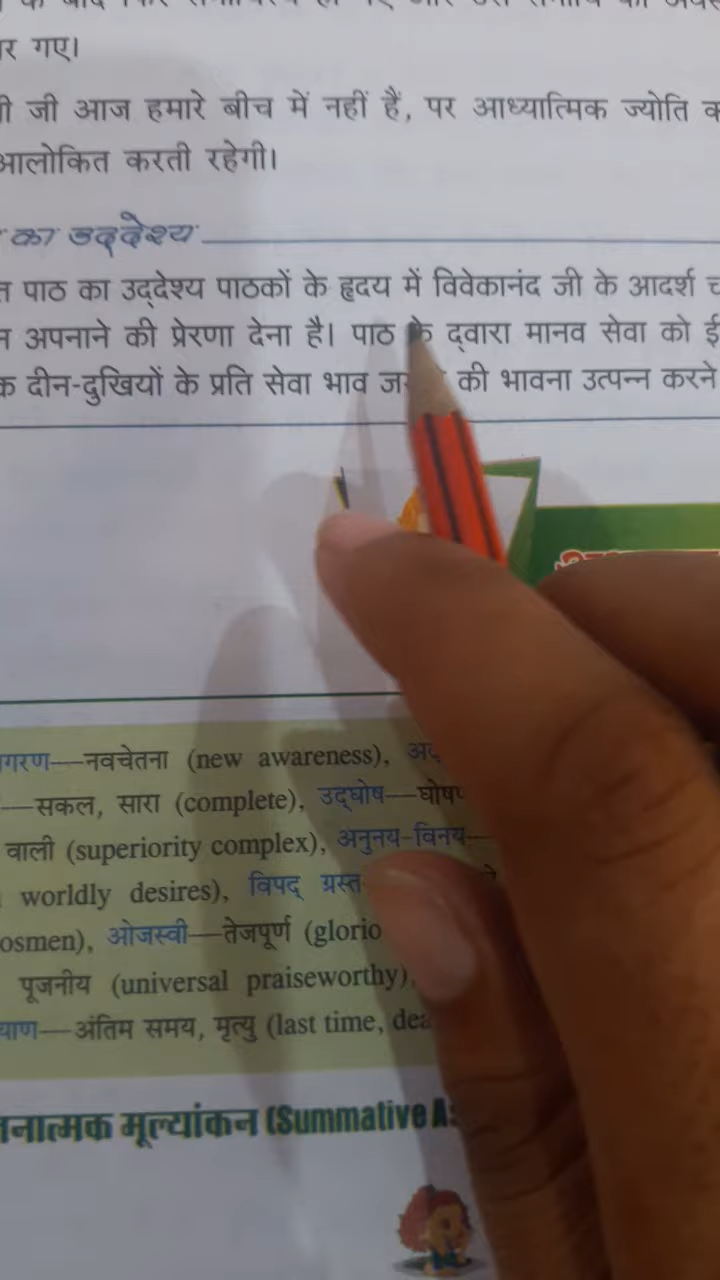 र गए।
जी आज हमारे बीच में नहीं हैं, पर आध्यात्मिक ज्योति
आलोकित करती रहेगी।
का उद्देश्य
पाठ का उद्देश्य पाठकों के हृदय में विवेकानंद जी के आदर्श
अपनाने की प्रेरणा देना है। पाठ के द्वारा मानव सेवा को
दीन-दुखियों के प्रति सेवा भाव की भावना उत्पन्न करने
गरण—नवचेतना (new awareness),
—सकल, सारा (complete), उद्घोष—
वाली (superiority complex), अनुनय-विनय—
worldly desires), विपद् ग्रस्त
osmen), ओजस्वी—तेजपूर्ण (glorio
पूजनीय (universal praiseworthy),
याण—अंतिम समय, मृत्यु (last time, dea
नात्मक मूल्यांकन (Summative A